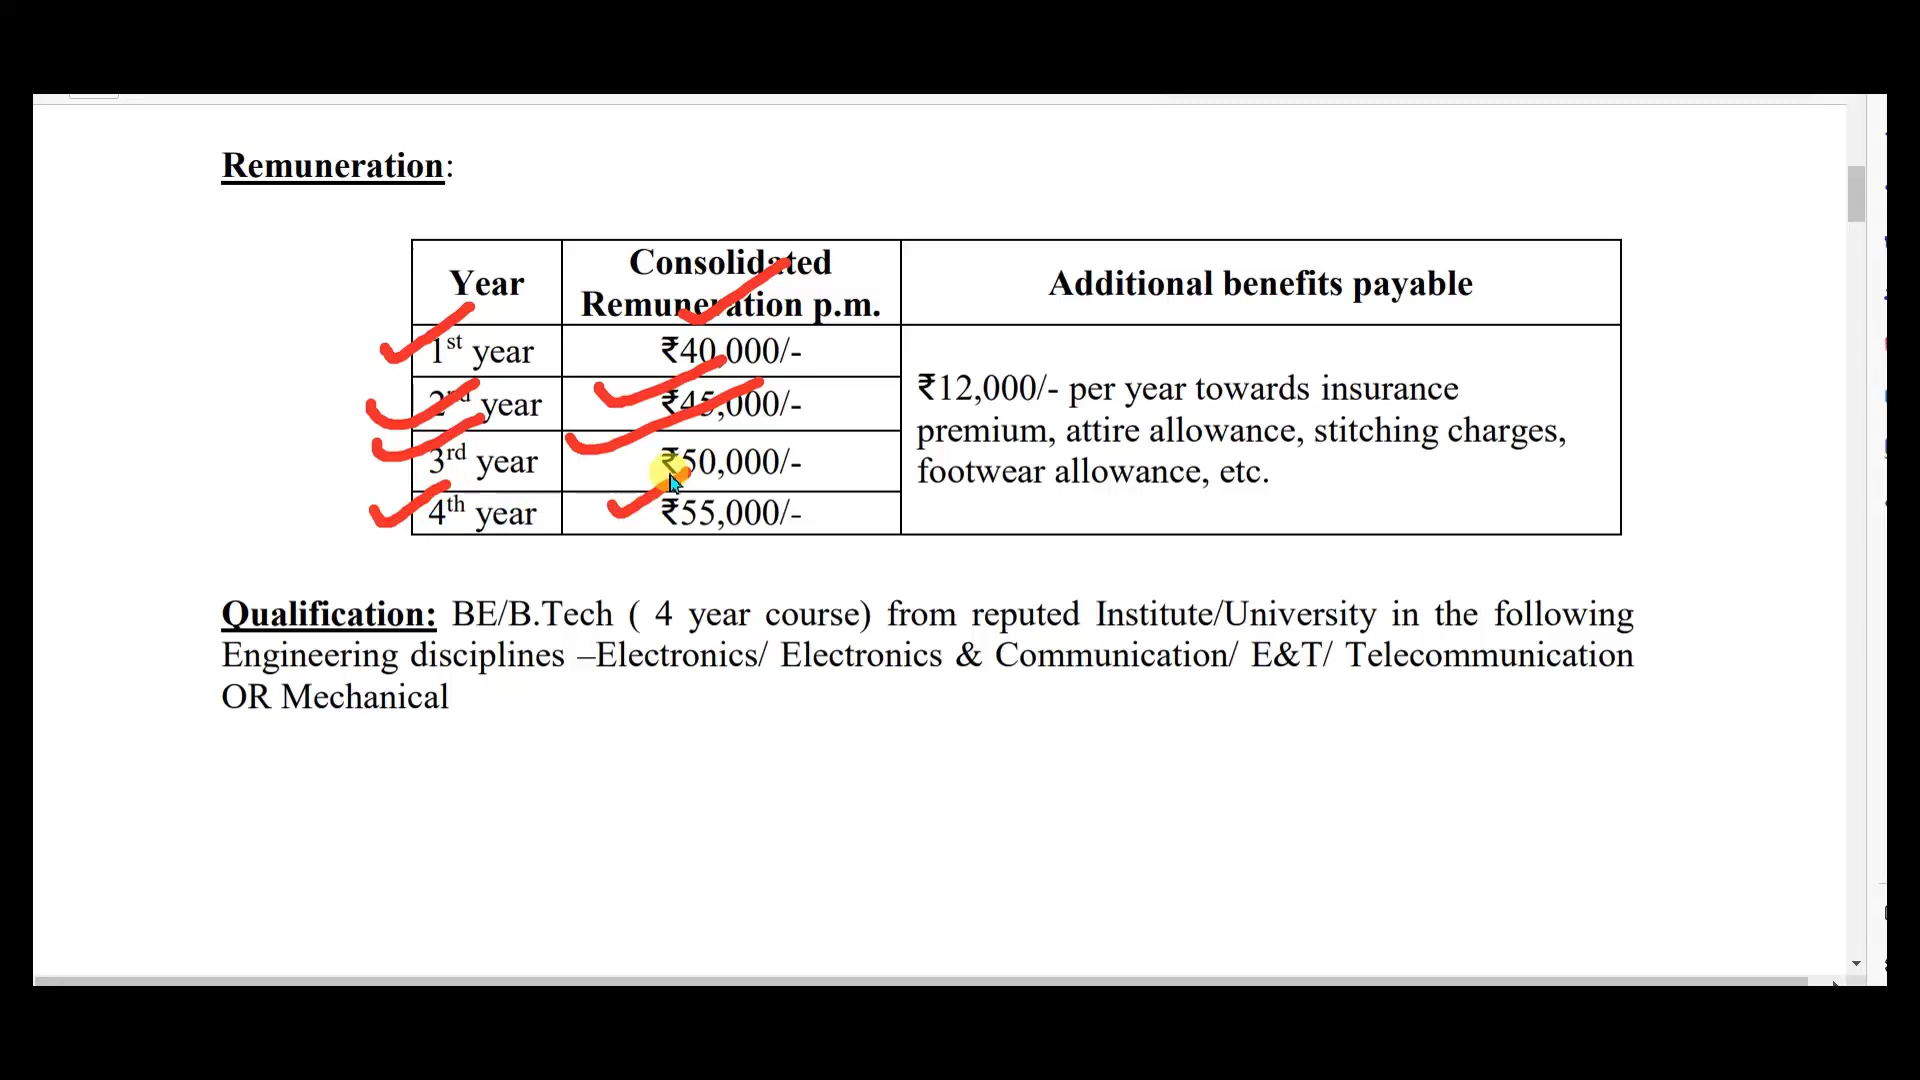 Remuneration:
Year
Consolidated
Remuneration p.m.
Additional benefits payable
1st year
₹40,000/-
2nd year
₹45,000/-
3rd year
₹50,000/-
4th year
₹55,000/-
₹12,000/- per year towards insurance
premium, attire allowance, stitching charges,
footwear allowance, etc.
Qualification: BE/B.Tech ( 4 year course) from reputed Institute/University in the following
Engineering disciplines –Electronics/ Electronics & Communication/ E&T/ Telecommunication
OR Mechanical